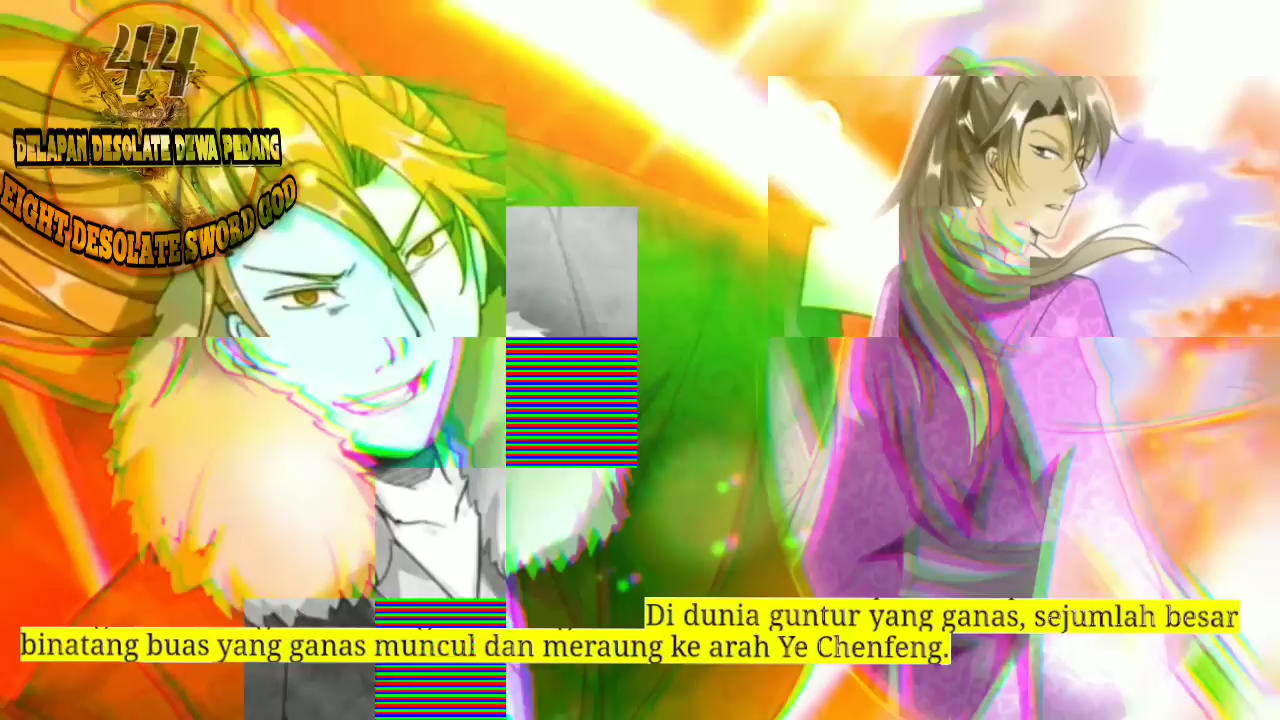 44
DELAPAN DESOLATE DEWA PEDANG
EIGHT DESOLATE SWORD GOD
Di dunia guntur yang ganas, sejumlah besar
binatang buas yang ganas muncul dan meraung ke arah Ye Chenfeng.